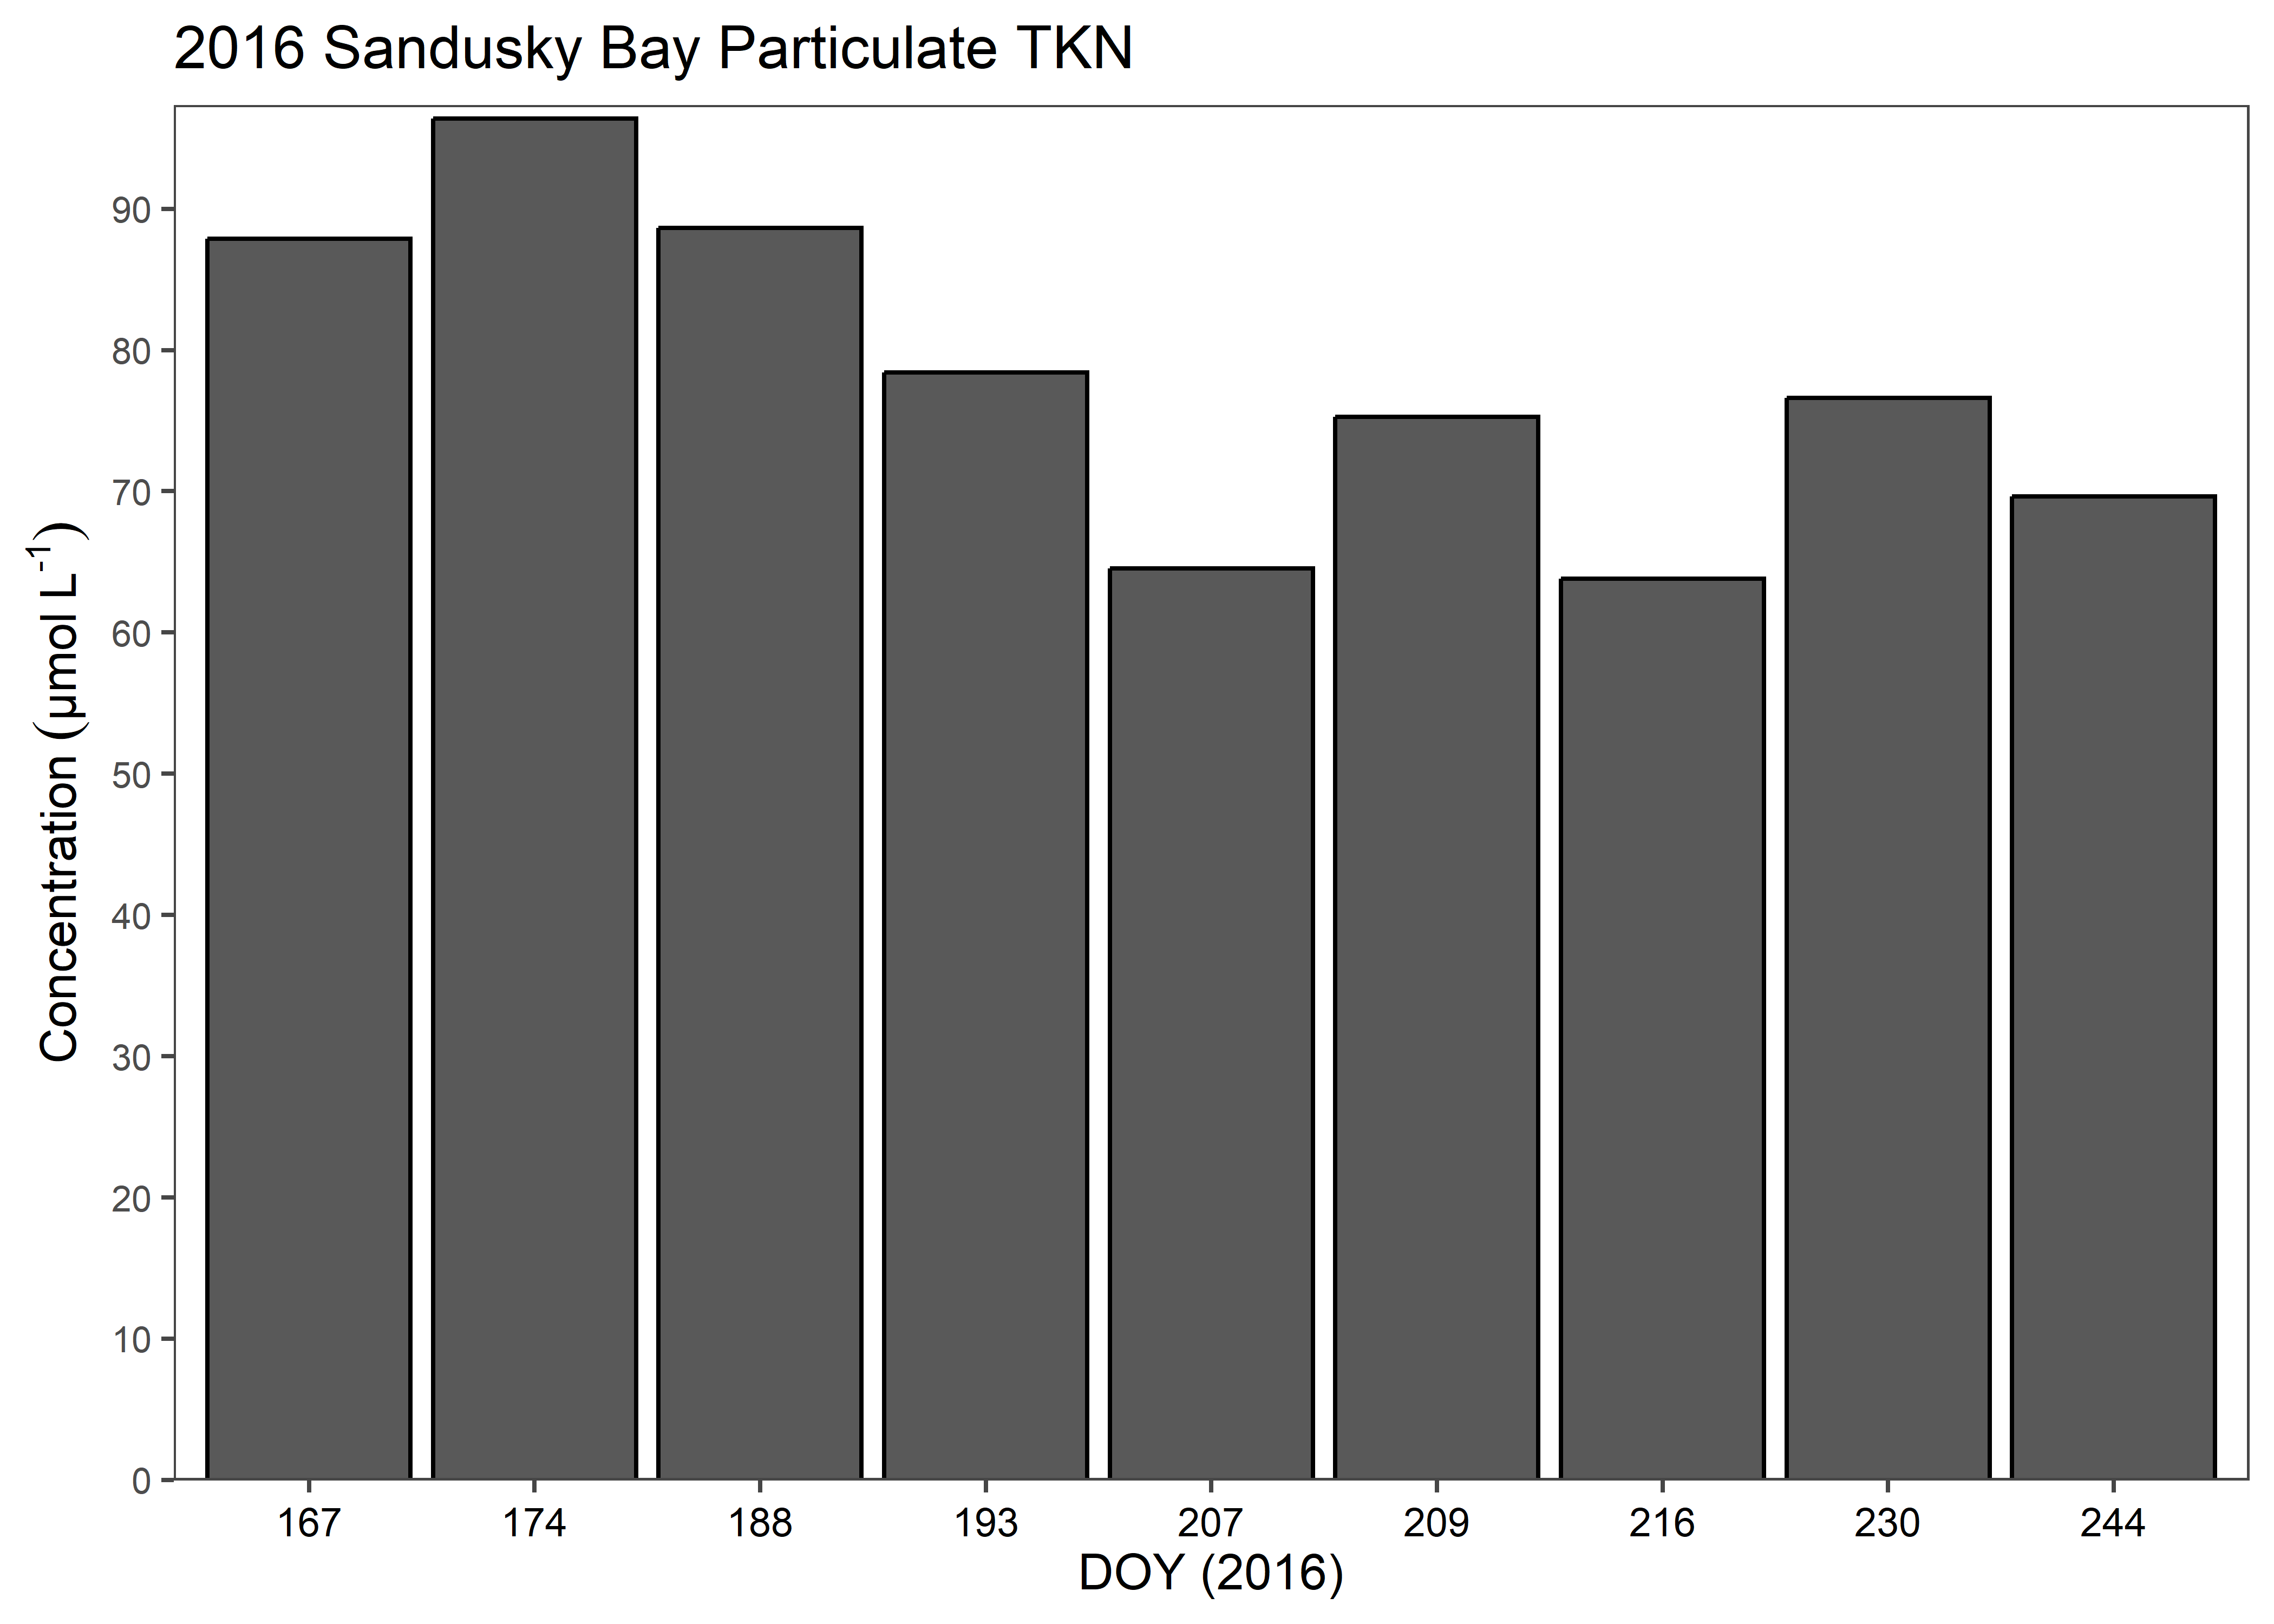 2016 Sandusky Bay Particulate TKN
90
80
70
60
50
40
30
20
10
0
Concentration (µmol L⁻¹)
167 174 188 193 207 209 216 230 244
DOY (2016)